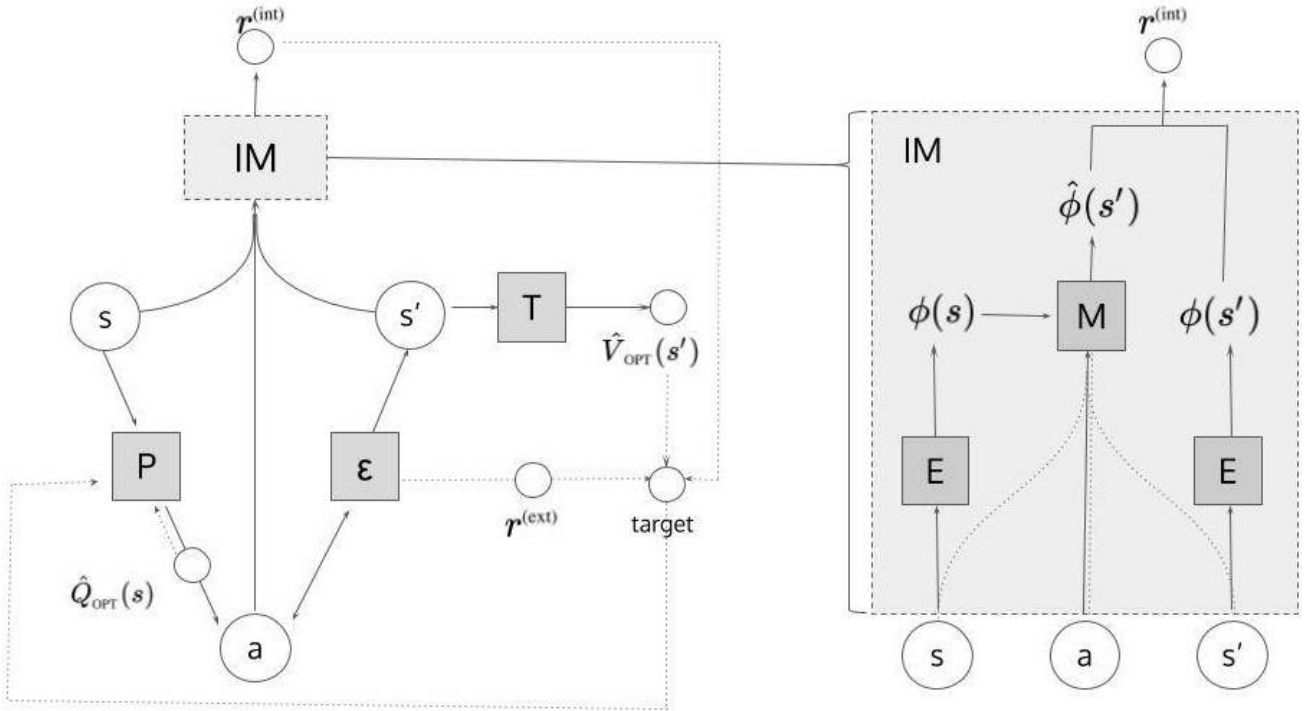 r^(int)
IM
s
s'
T
V̂_OPT(s')
P
ε
r^(ext)
target
Q̂_OPT(s)
a
r^(int)
IM
ϕ̂(s')
ϕ(s)
M
ϕ(s')
E
E
s
a
s'